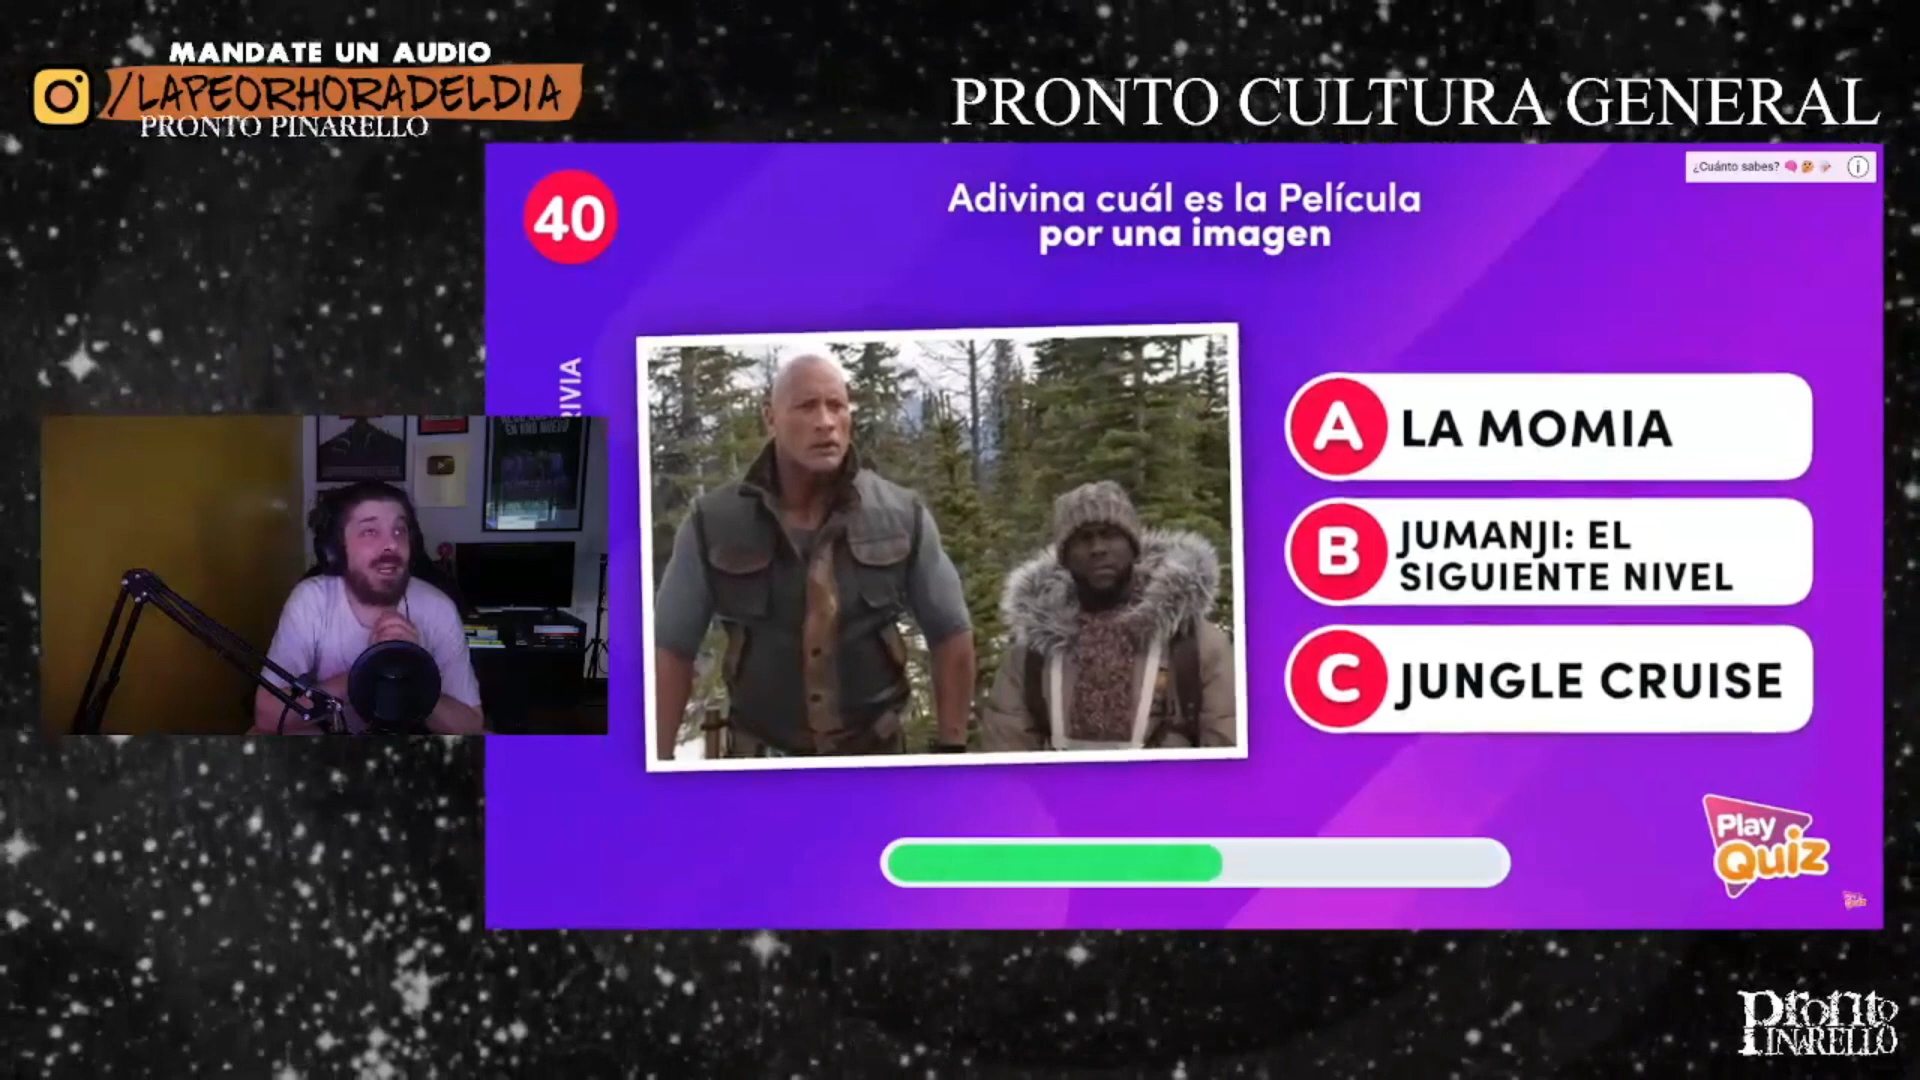 MANDATE UN AUDIO
/LAPEORHORADELDIA
PRONTO PINARELLO
PRONTO CULTURA GENERAL
¿Cuánto sabes?
40
Adivina cuál es la Película
por una imagen
RIVIA
A LA MOMIA
B JUMANJI: EL
SIGUIENTE NIVEL
C JUNGLE CRUISE
Play
Quiz
Pronto
PINARELLO